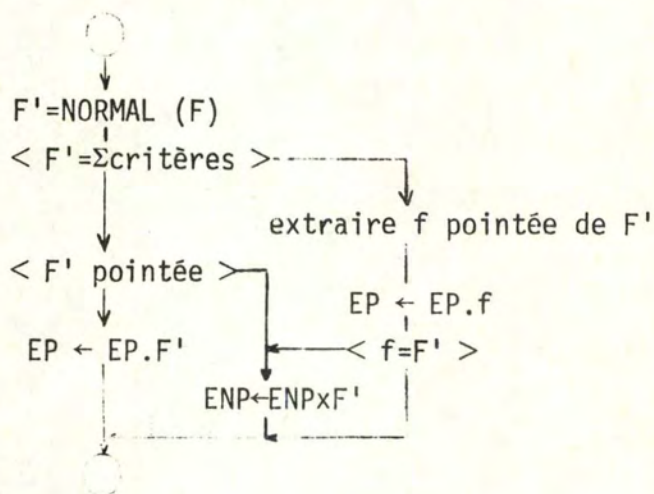 F'=NORMAL (F)
< F'=Σcritères >
extraire f pointée de F'
< F' pointée >
EP ← EP.f
EP ← EP.F'
< f=F' >
ENP←ENPxF'